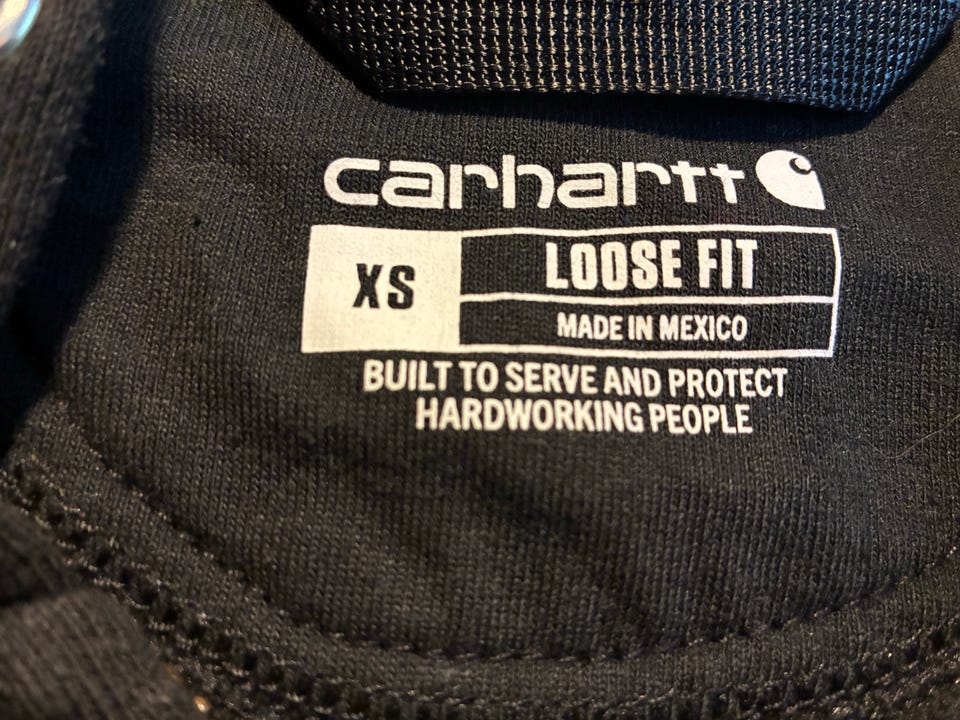 carhartt
XS
LOOSE FIT
MADE IN MEXICO
BUILT TO SERVE AND PROTECT
HARDWORKING PEOPLE